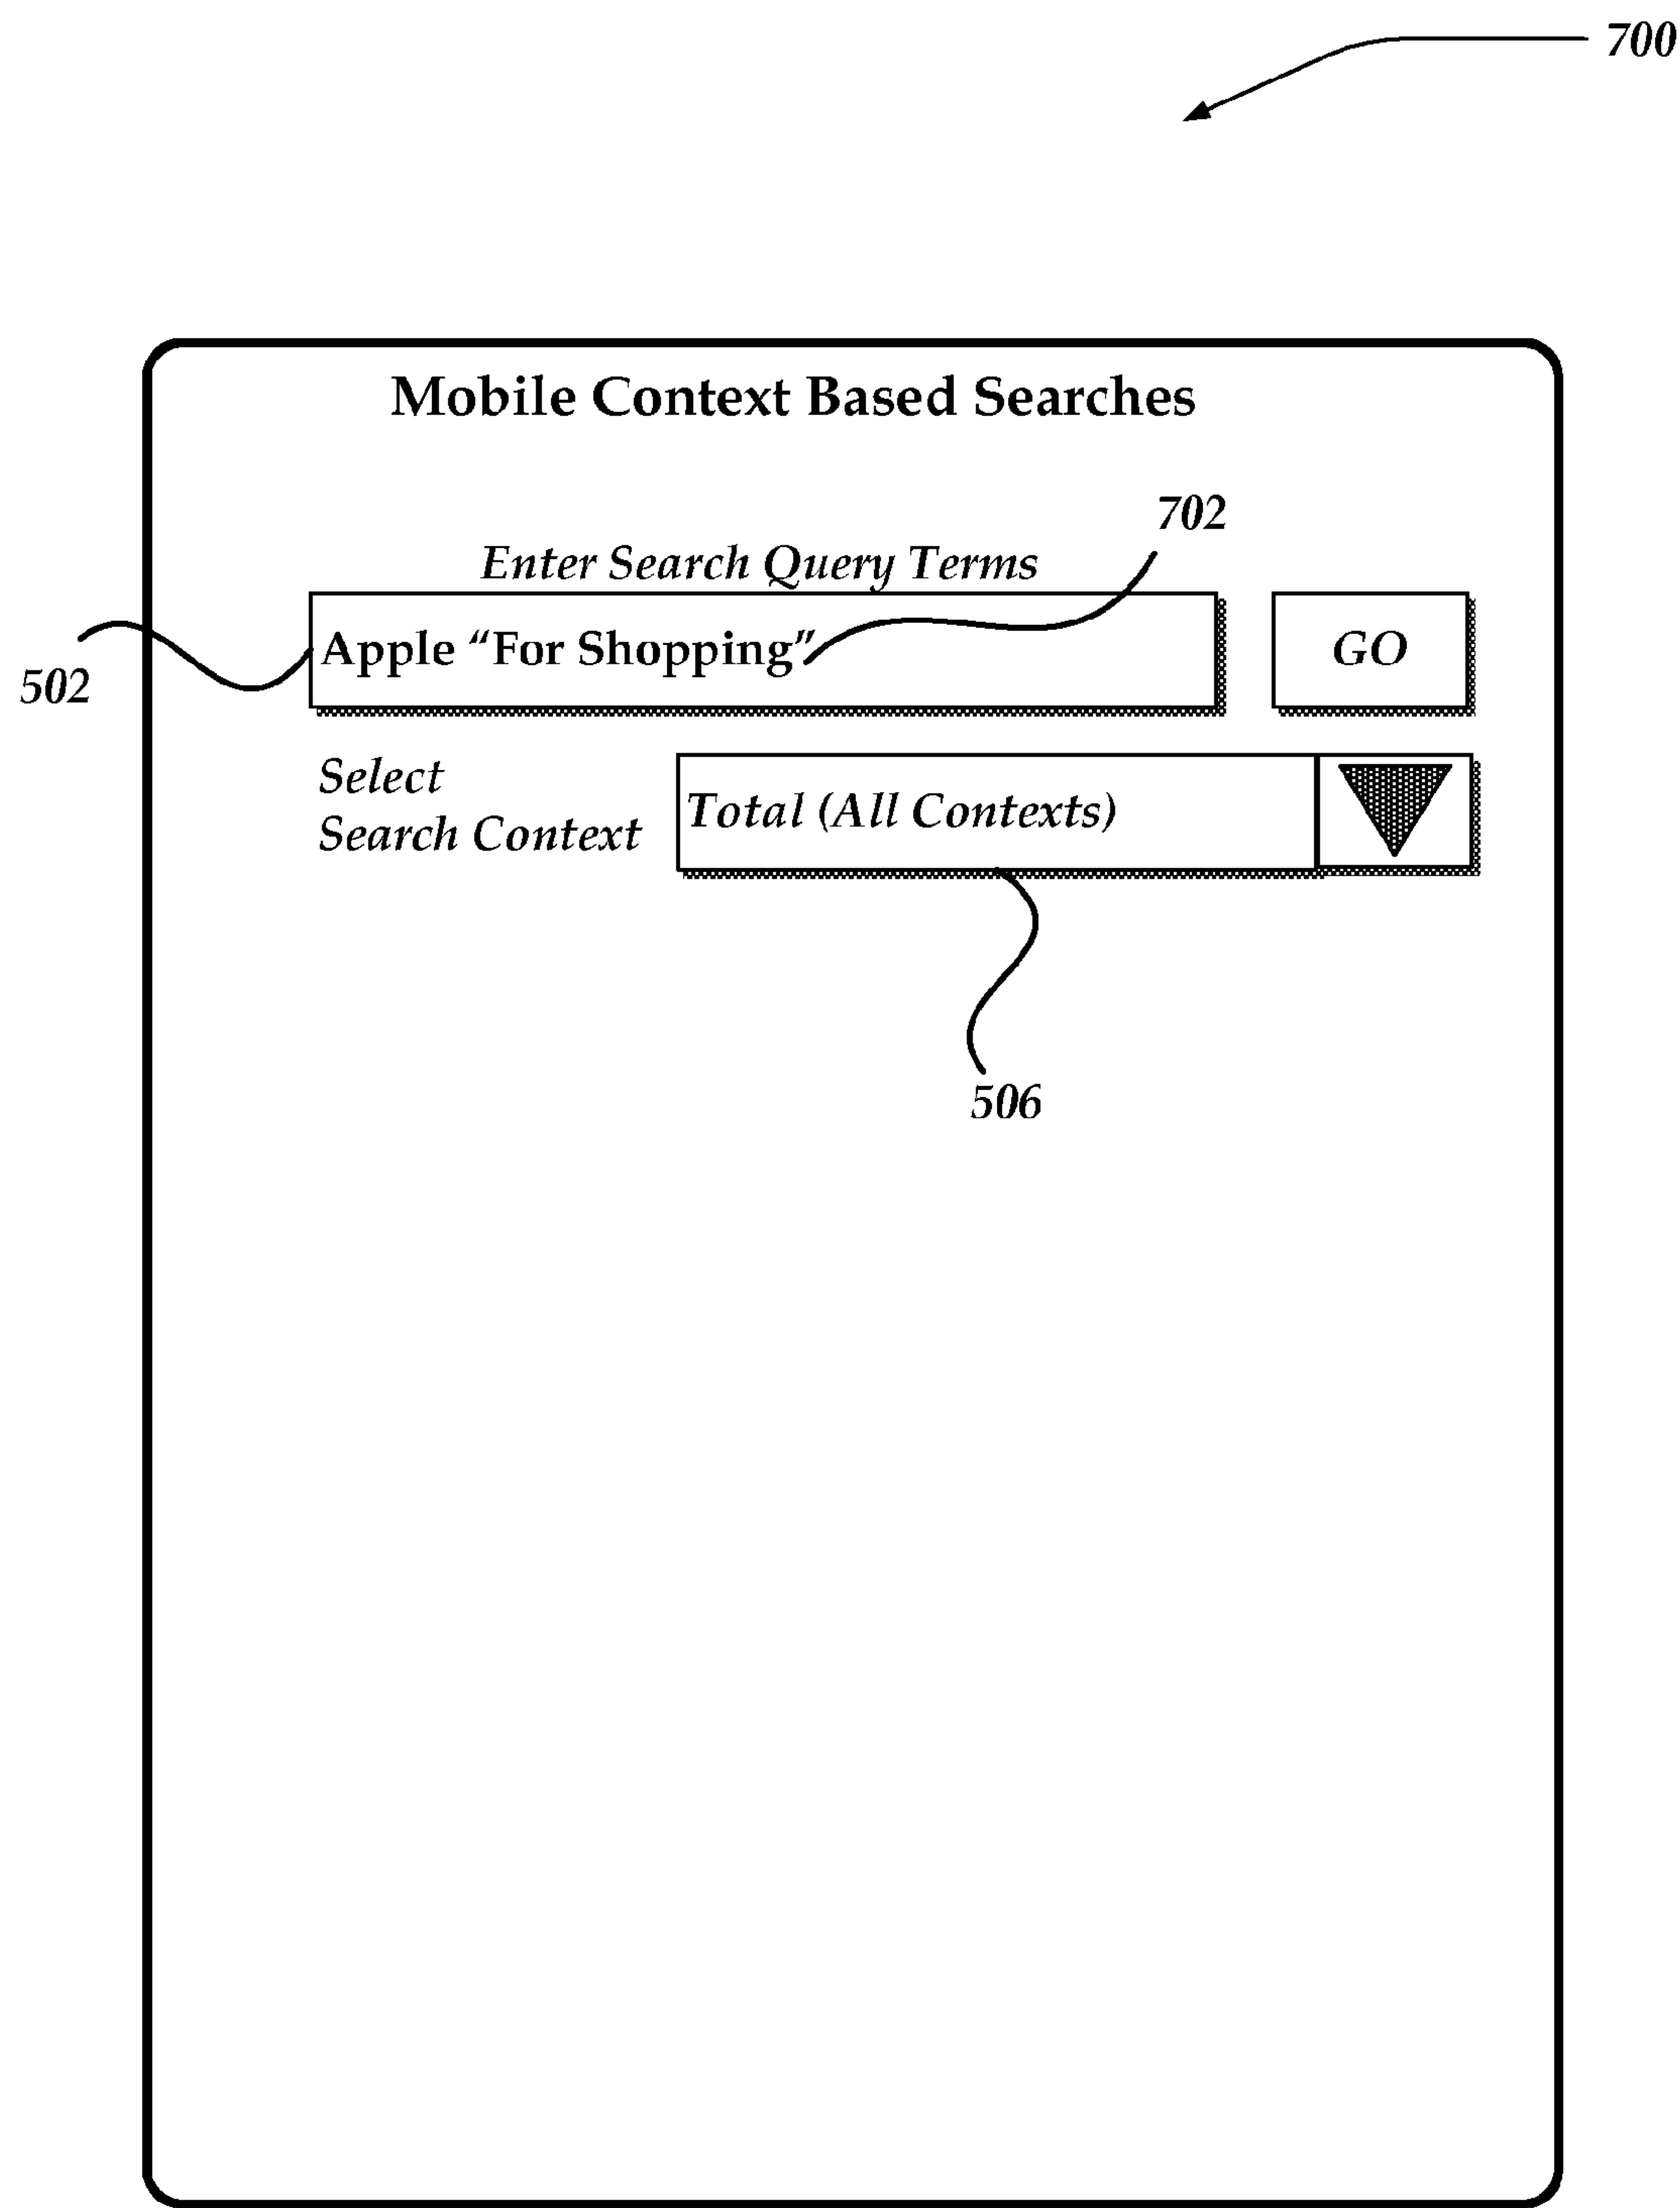 700
Mobile Context Based Searches
702
Enter Search Query Terms
502
Apple “For Shopping”
GO
Select
Search Context
Total (All Contexts)
506